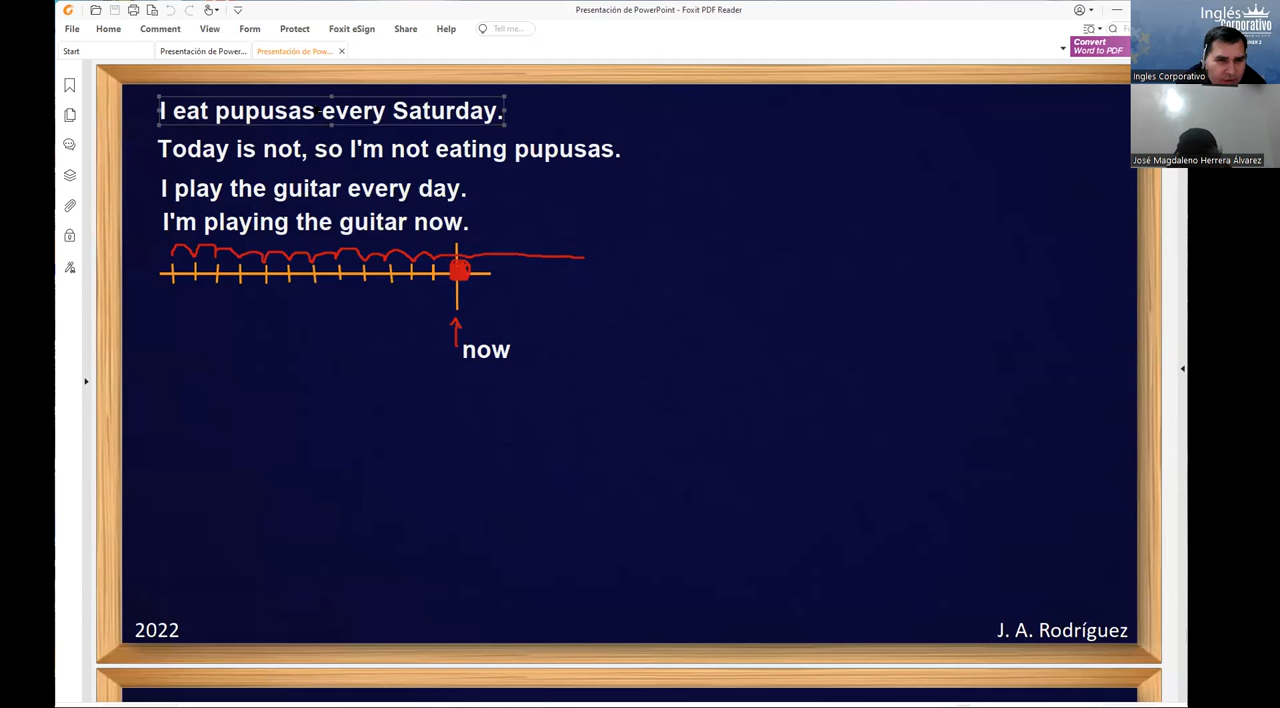 Presentación de PowerPoint - Foxit PDF Reader
File Home Comment View Form Protect Foxit eSign Share Help Tell me...
Start Presentación de Power... Presentación de Pow...
Convert
Word to PDF
Inglés
Corporativo
Ingles Corporativo
José Magdaleno Herrera Álvarez
I eat pupusas every Saturday.
Today is not, so I'm not eating pupusas.
I play the guitar every day.
I'm playing the guitar now.
now
2022
J. A. Rodríguez